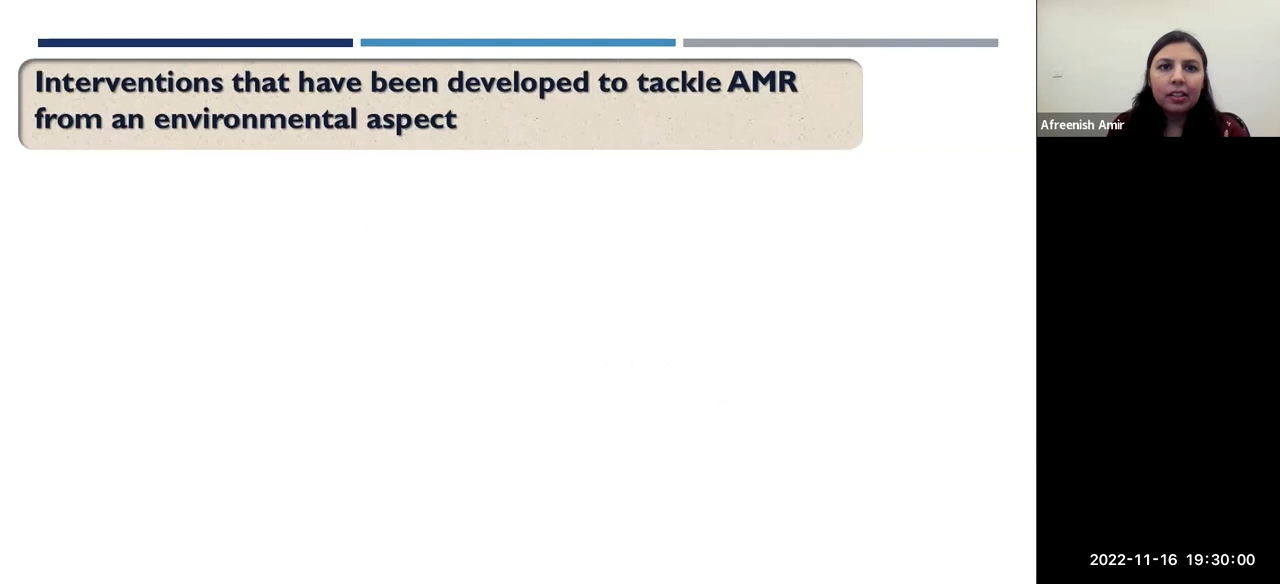 Interventions that have been developed to tackle AMR
from an environmental aspect
Afreenish Amir
2022-11-16 19:30:00